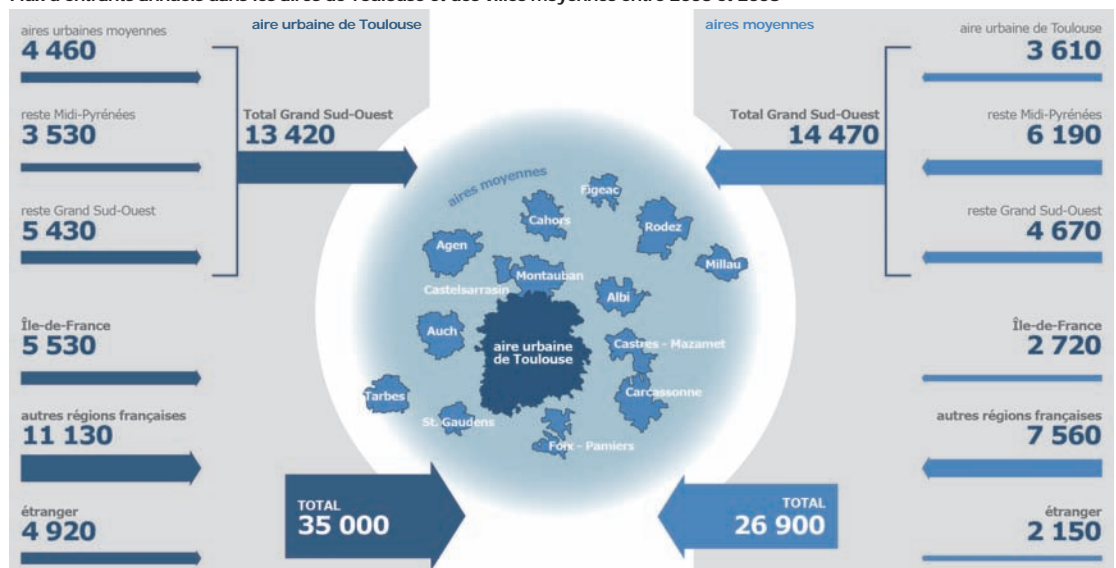 aires urbaines moyennes
4 460
reste Midi-Pyrénées
3 530
reste Grand Sud-Ouest
5 430
Île-de-France
5 530
autres régions françaises
11 130
étranger
4 920
aire urbaine de Toulouse
Total Grand Sud-Ouest
13 420
TOTAL
35 000
aires moyennes
Figeac
Cahors
Rodez
Agen
Millau
Montauban
Castelsarrasin
Albi
Auch
aire urbaine
de Toulouse
Castres - Mazamet
Tarbes
Carcassonne
St. Gaudens
Foix - Pamiers
aires moyennes
Total Grand Sud-Ouest
14 470
TOTAL
26 900
aire urbaine de Toulouse
3 610
reste Midi-Pyrénées
6 190
reste Grand Sud-Ouest
4 670
Île-de-France
2 720
autres régions françaises
7 560
étranger
2 150